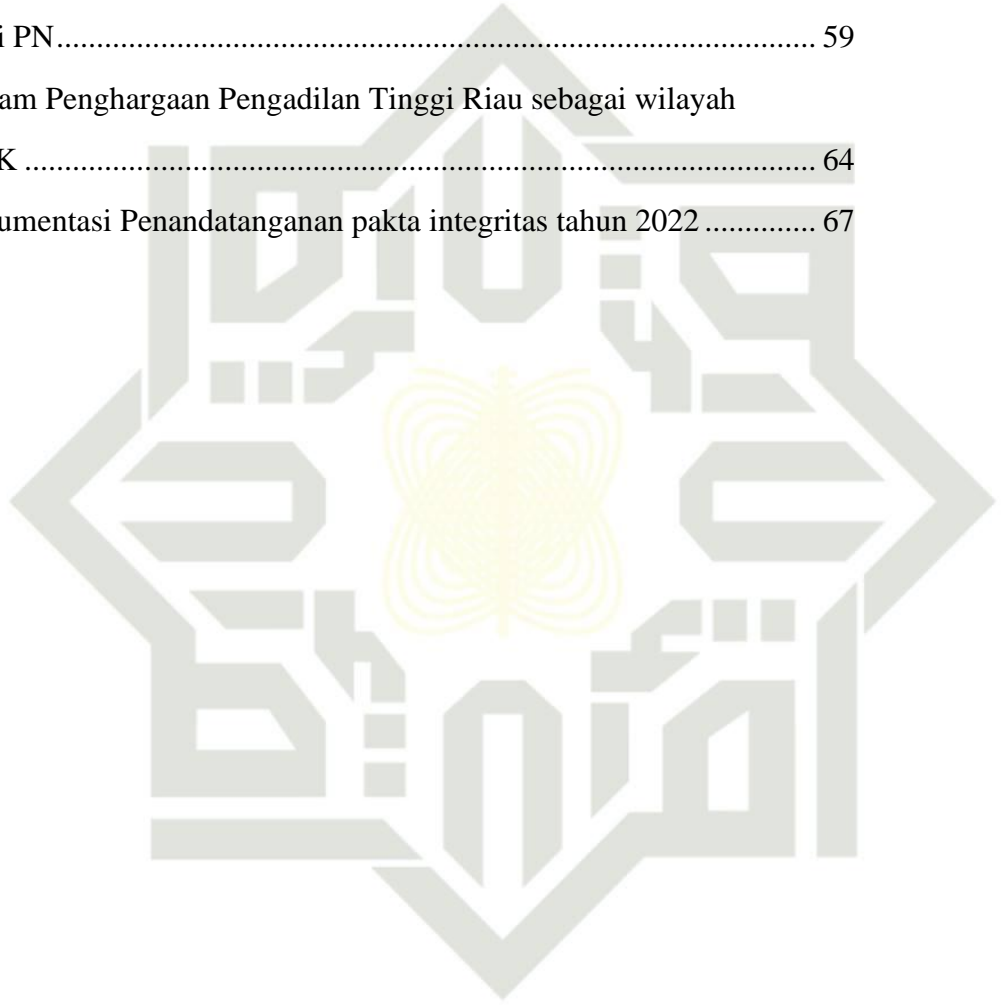 i PN.......................................................................................... 59
am Penghargaan Pengadilan Tinggi Riau sebagai wilayah
K .............................................................................................. 64
umentasi Penandatanganan pakta integritas tahun 2022 .............. 67